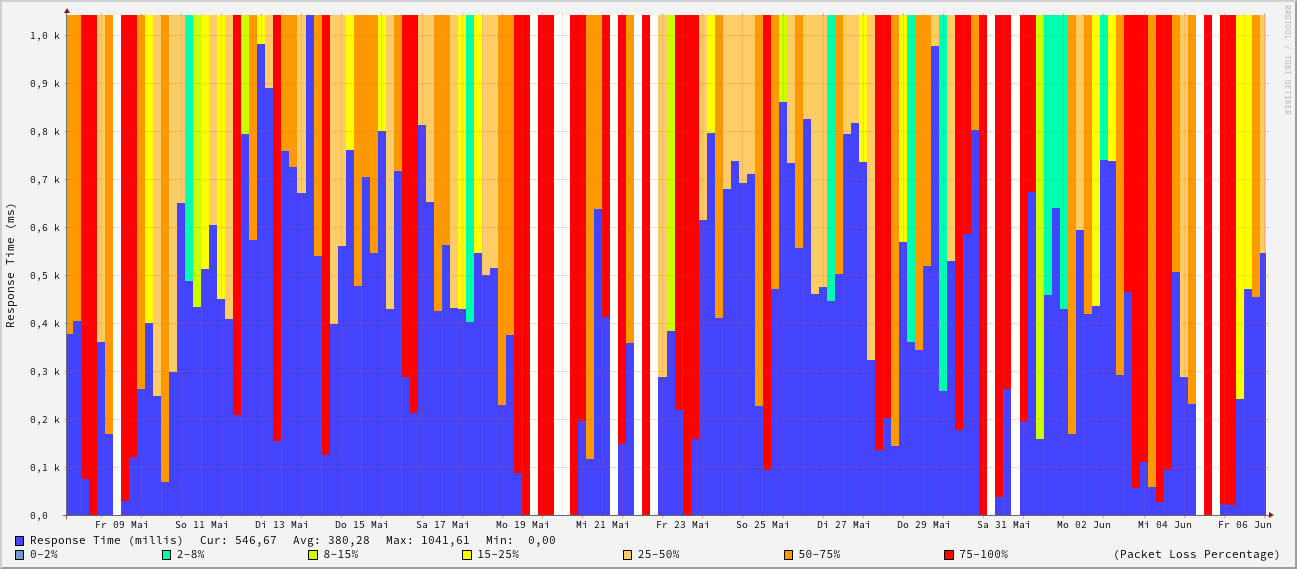 RRDTOOL / TOBI OETIKER
Response Time (ms)
1,0 k
0,9 k
0,8 k
0,7 k
0,6 k
0,5 k
0,4 k
0,3 k
0,2 k
0,1 k
0,0
Fr 09 Mai So 11 Mai Di 13 Mai Do 15 Mai Sa 17 Mai Mo 19 Mai Mi 21 Mai Fr 23 Mai So 25 Mai Di 27 Mai Do 29 Mai Sa 31 Mai Mo 02 Jun Mi 04 Jun Fr 06 Jun
Response Time (millis) Cur: 546,67 Avg: 380,28 Max: 1041,61 Min: 0,00
0-2% 2-8% 8-15% 15-25% 25-50% 50-75% 75-100% (Packet Loss Percentage)